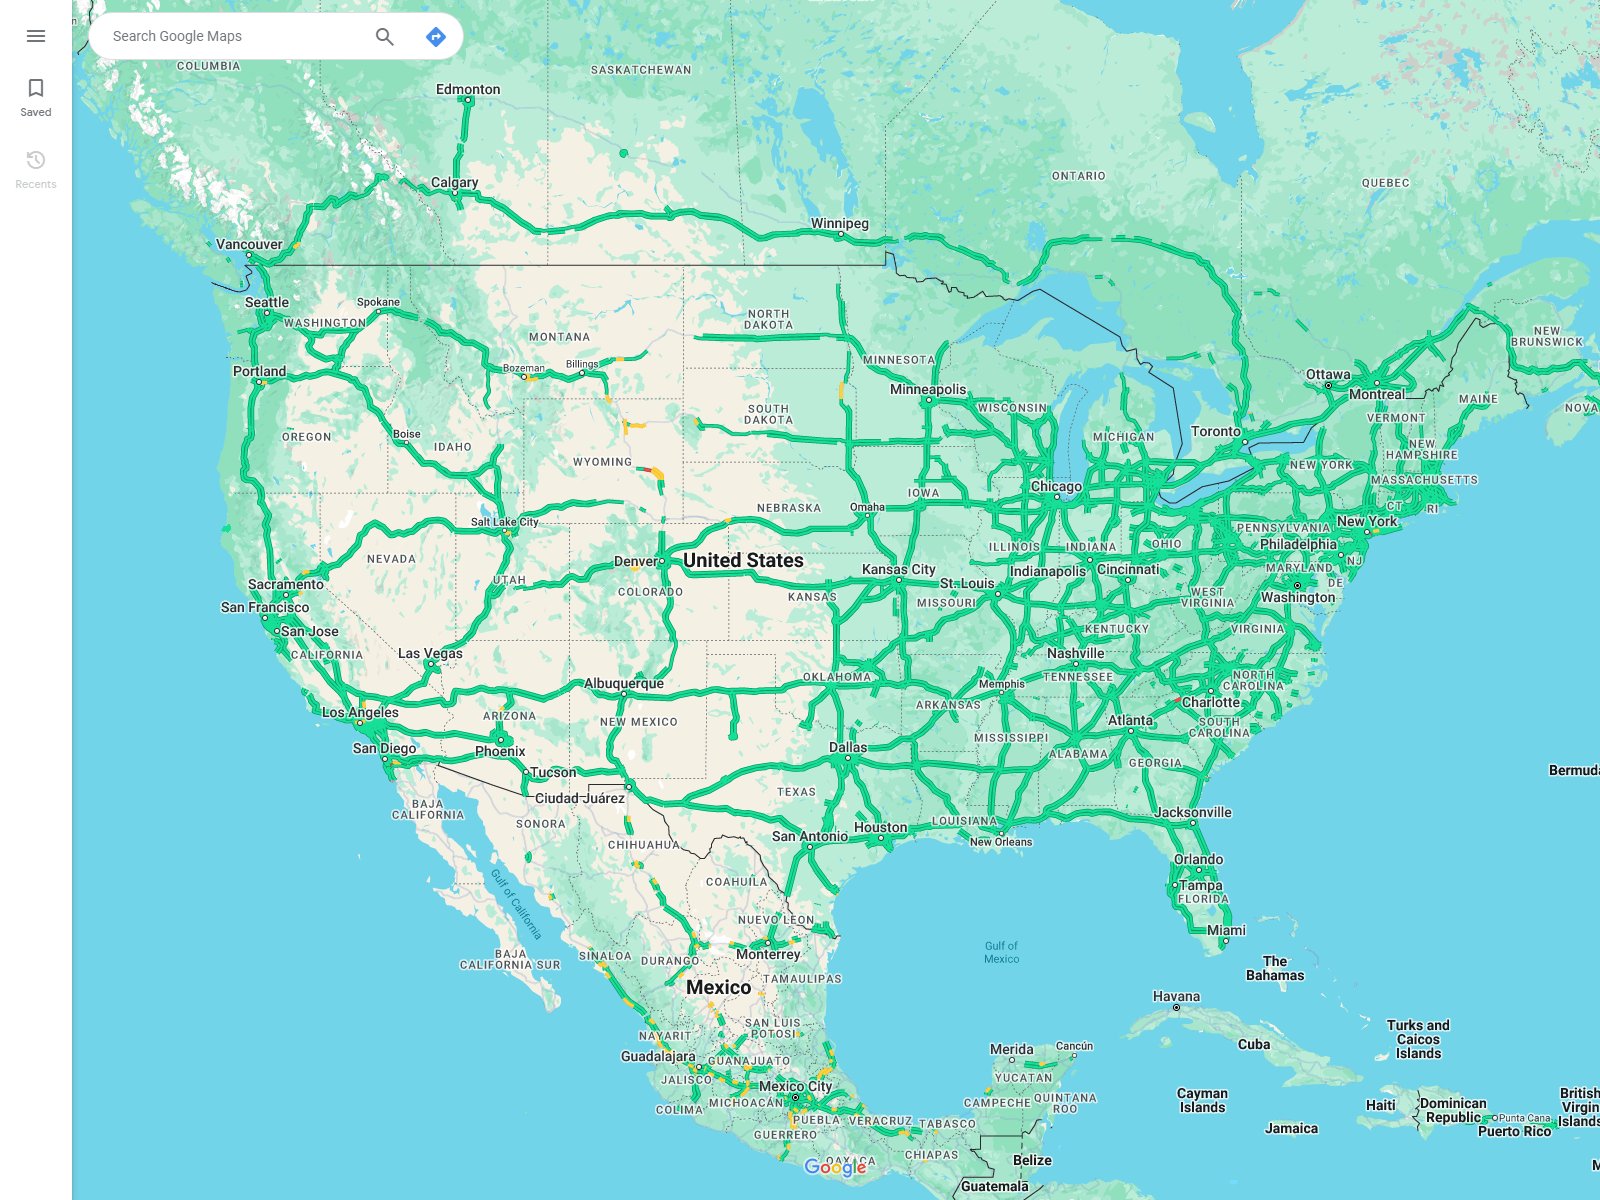 Search Google Maps
Saved
Recents
COLUMBIA
SASKATCHEWAN
Edmonton
ONTARIO
QUEBEC
Calgary
Winnipeg
Vancouver
Seattle
Spokane
WASHINGTON
MONTANA
NORTH
DAKOTA
NEW
BRUNSWICK
Portland
Bozeman
Billings
MINNESOTA
Minneapolis
Ottawa
Montreal
MAINE
NOVA
SOUTH
DAKOTA
WISCONSIN
VERMONT
OREGON
Boise
IDAHO
WYOMING
MICHIGAN
Toronto
NEW
HAMPSHIRE
NEW YORK
MASSACHUSETTS
Chicago
IOWA
NEBRASKA
Omaha
CT
RI
Salt Lake City
New York
PENNSYLVANIA
NEVADA
Denver
United States
ILLINOIS
INDIANA
OHIO
Philadelphia
NJ
Sacramento
UTAH
COLORADO
KANSAS
Kansas City
St. Louis
Indianapolis
Cincinnati
MARYLAND
DE
San Francisco
MISSOURI
WEST
VIRGINIA
Washington
San Jose
CALIFORNIA
Las Vegas
KENTUCKY
VIRGINIA
Nashville
Albuquerque
OKLAHOMA
Memphis
TENNESSEE
NORTH
CAROLINA
Charlotte
Los Angeles
ARIZONA
NEW MEXICO
ARKANSAS
Atlanta
SOUTH
CAROLINA
San Diego
Phoenix
Dallas
MISSISSIPPI
ALABAMA
GEORGIA
Tucson
Ciudad Juárez
TEXAS
Bermuda
BAJA
CALIFORNIA
SONORA
CHIHUAHUA
San Antonio
Houston
LOUISIANA
New Orleans
Jacksonville
COAHUILA
Orlando
Tampa
FLORIDA
Gulf of California
NUEVO LEON
Miami
BAJA
CALIFORNIA SUR
SINALOA
DURANGO
Monterrey
Gulf of
Mexico
The
Bahamas
Mexico
TAMAULIPAS
Havana
NAYARIT
SAN LUIS
POTOSI
Turks and
Caicos
Islands
Guadalajara
GUANAJUATO
Merida
Cancún
Cuba
JALISCO
Mexico City
YUCATAN
COLIMA
MICHOACÁN
CAMPECHE
QUINTANA
ROO
Cayman
Islands
Haiti
Dominican
Republic
Punta Cana
Puerto Rico
British
Virgin
Islands
PUEBLA
VERACRUZ
TABASCO
Jamaica
GUERRERO
OAXACA
CHIAPAS
Belize
Google
Guatemala